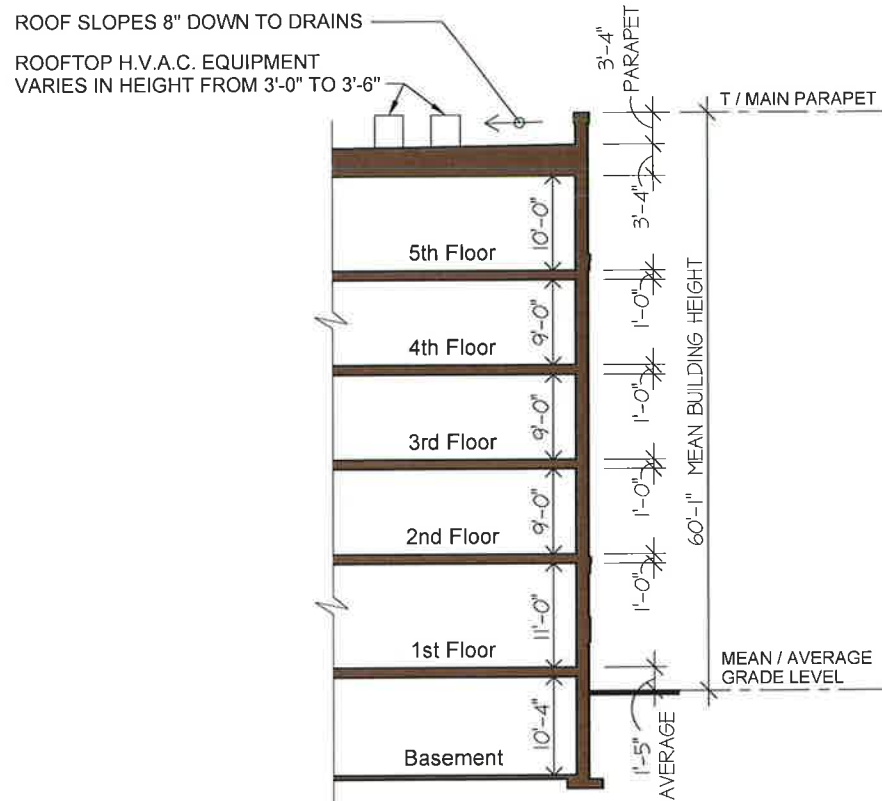 ROOF SLOPES 8" DOWN TO DRAINS
ROOFTOP H.V.A.C. EQUIPMENT
VARIES IN HEIGHT FROM 3'-0" TO 3'-6"
3'-4"
PARAPET
T / MAIN PARAPET
3'-4"
10'-0"
5th Floor
1'-0"
9'-0"
4th Floor
1'-0"
9'-0"
3rd Floor
1'-0"
9'-0"
2nd Floor
1'-0"
11'-0"
1st Floor
60'-1" MEAN BUILDING HEIGHT
MEAN / AVERAGE
GRADE LEVEL
10'-4"
Basement
1'-5"
AVERAGE